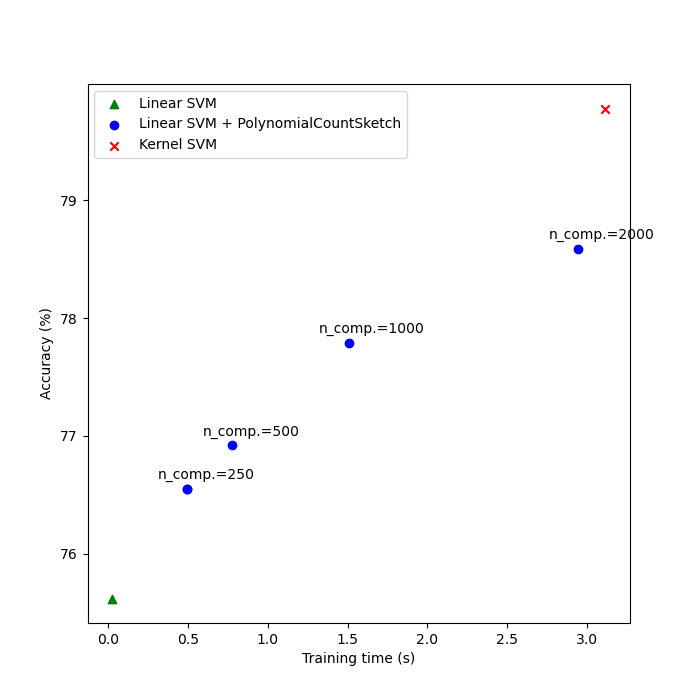 Linear SVM
Linear SVM + PolynomialCountSketch
Kernel SVM
79
78
77
76
n_comp.=2000
n_comp.=1000
n_comp.=500
n_comp.=250
Accuracy (%)
0.0 0.5 1.0 1.5 2.0 2.5 3.0
Training time (s)